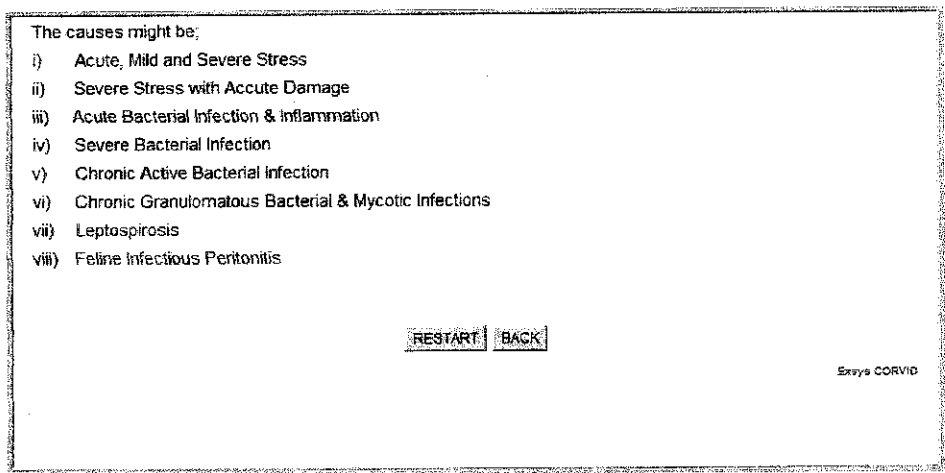 The causes might be;
i) Acute, Mild and Severe Stress
ii) Severe Stress with Accute Damage
iii) Acute Bacterial Infection & Inflammation
iv) Severe Bacterial Infection
v) Chronic Active Bacterial Infection
vi) Chronic Granulomatous Bacterial & Mycotic Infections
vii) Leptospirosis
viii) Feline Infectious Peritonitis
RESTART BACK
Exsys CORVID